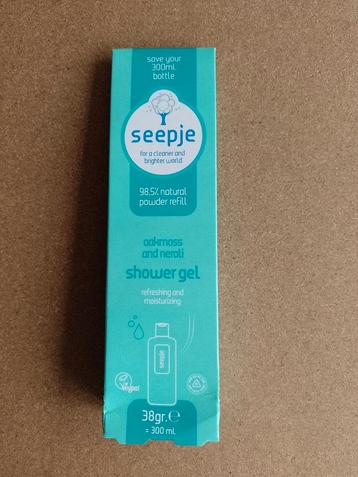 save your
300ml
bottle
seepje
for a cleaner and
brighter world
98.5% natural
powder refill
oakmoss
and neroli
shower gel
refreshing and
moisturizing
seepje
Vegan
38gr.℮
= 300 ml